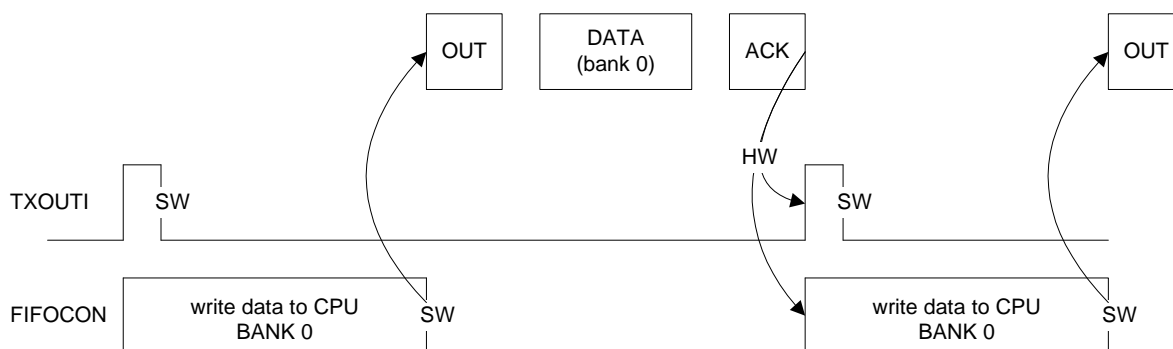 OUT
DATA
(bank 0)
ACK
OUT
HW
TXOUTI
SW
SW
FIFOCON
write data to CPU
BANK 0
SW
write data to CPU
BANK 0
SW